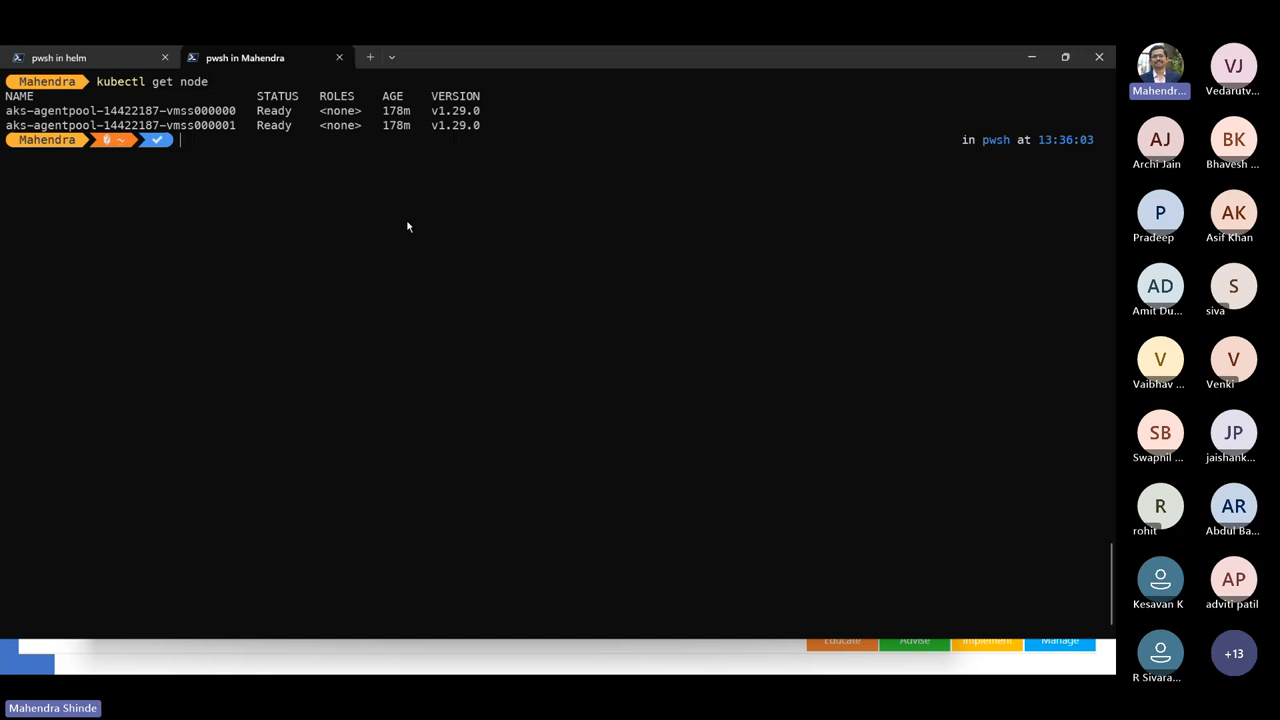 pwsh in helm
pwsh in Mahendra
Mahendra kubectl get node
NAME STATUS ROLES AGE VERSION
aks-agentpool-14422187-vmss000000 Ready <none> 178m v1.29.0
aks-agentpool-14422187-vmss000001 Ready <none> 178m v1.29.0
Mahendra ~ in pwsh at 13:36:03
Educate Advise Implement Manage
Mahendra Shinde
Mahendr...
VJ
Vedarutv...
AJ
Archi Jain
BK
Bhavesh ...
P
Pradeep
AK
Asif Khan
AD
Amit Du...
S
siva
V
Vaibhav ...
V
Venki
SB
Swapnil ...
JP
jaishank...
R
rohit
AR
Abdul Ba...
Kesavan K
AP
adviti patil
R Sivara...
+13